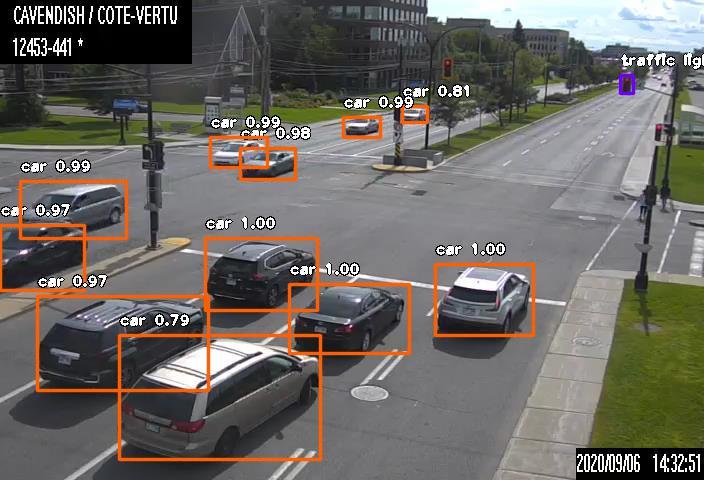 CAVENDISH / COTE-VERTU
12453-441 *
traffic lig
car 0.81
car 0.99
car 0.99
car 0.98
car 0.99
car 0.97
car 1.00
car 1.00
car 1.00
car 0.97
car 0.79
2020/09/06 14:32:51